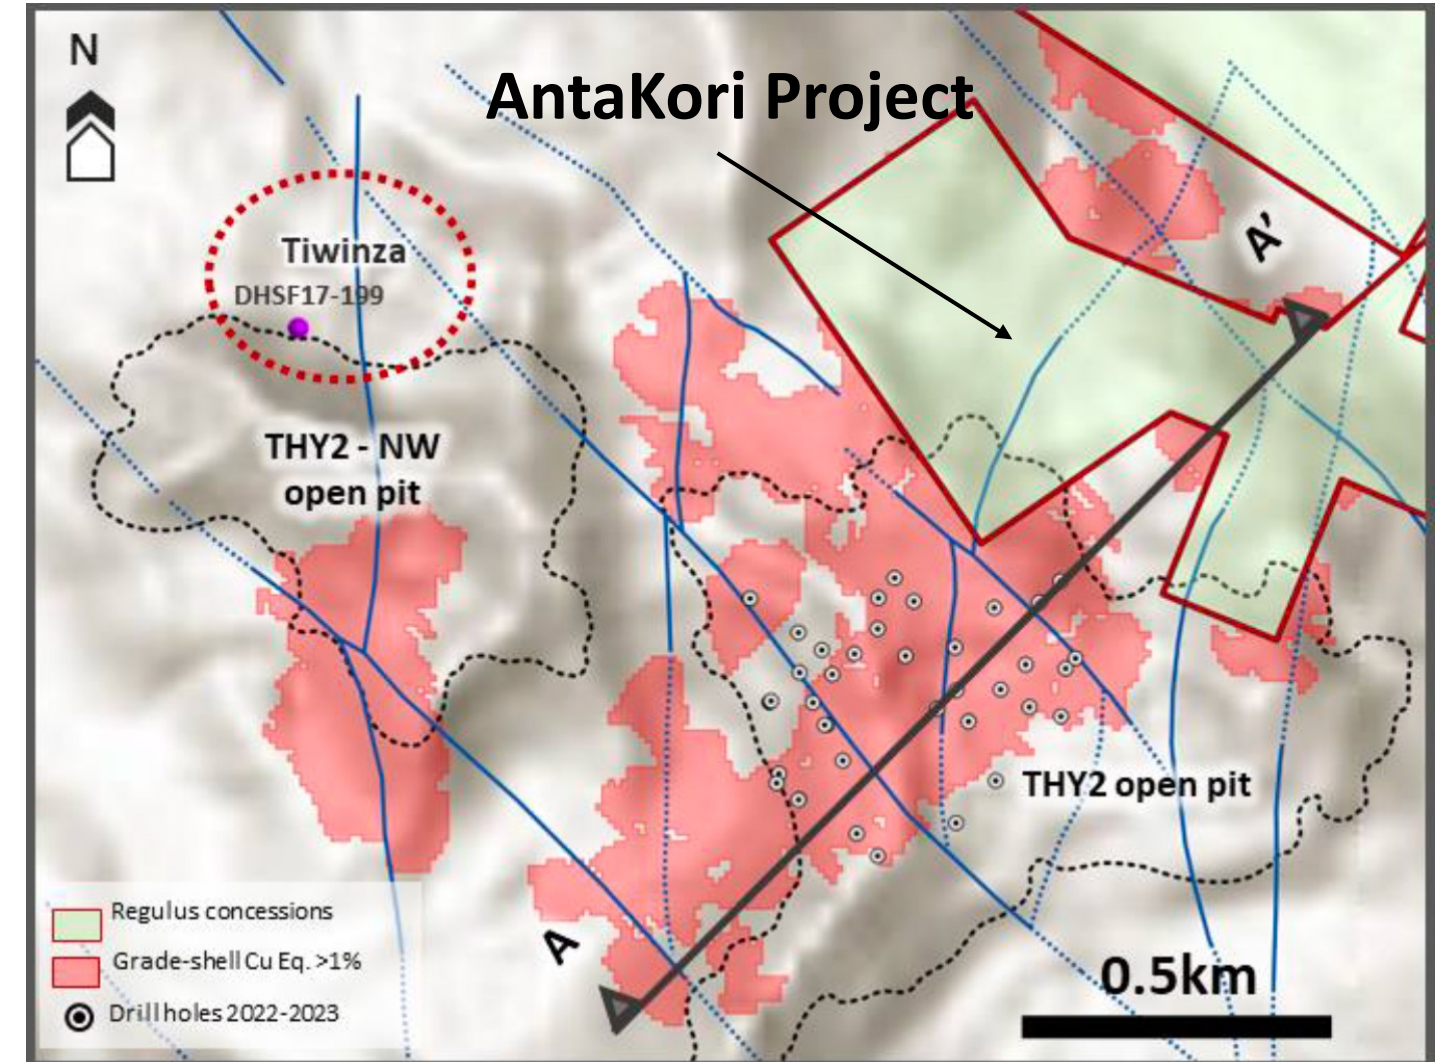 N
AntaKori Project
A'
Tiwinza
DHSF17-199
THY2 - NW
open pit
THY2 open pit
A
Regulus concessions
Grade-shell Cu Eq. >1%
Drill holes 2022-2023
0.5km